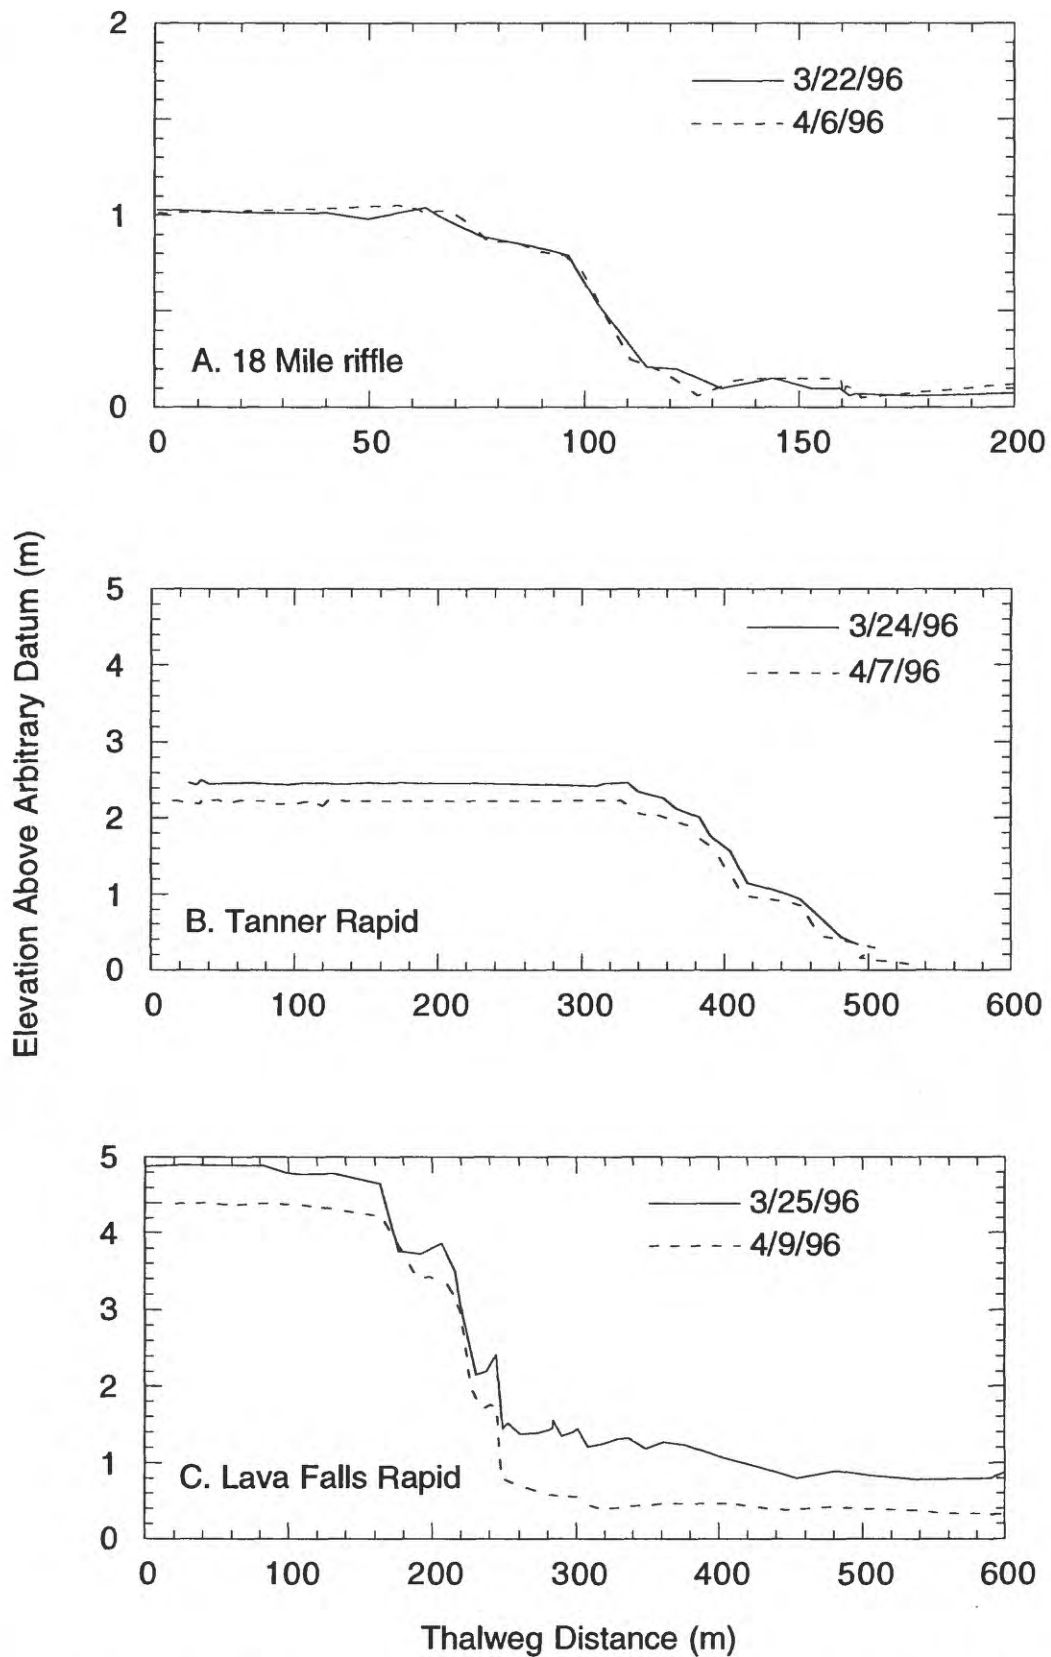 Elevation Above Arbitrary Datum (m)
2
1
0
3/22/96
4/6/96
A. 18 Mile riffle
0 50 100 150 200
5
4
3
2
1
0
3/24/96
4/7/96
B. Tanner Rapid
0 100 200 300 400 500 600
5
4
3
2
1
0
3/25/96
4/9/96
C. Lava Falls Rapid
0 100 200 300 400 500 600
Thalweg Distance (m)